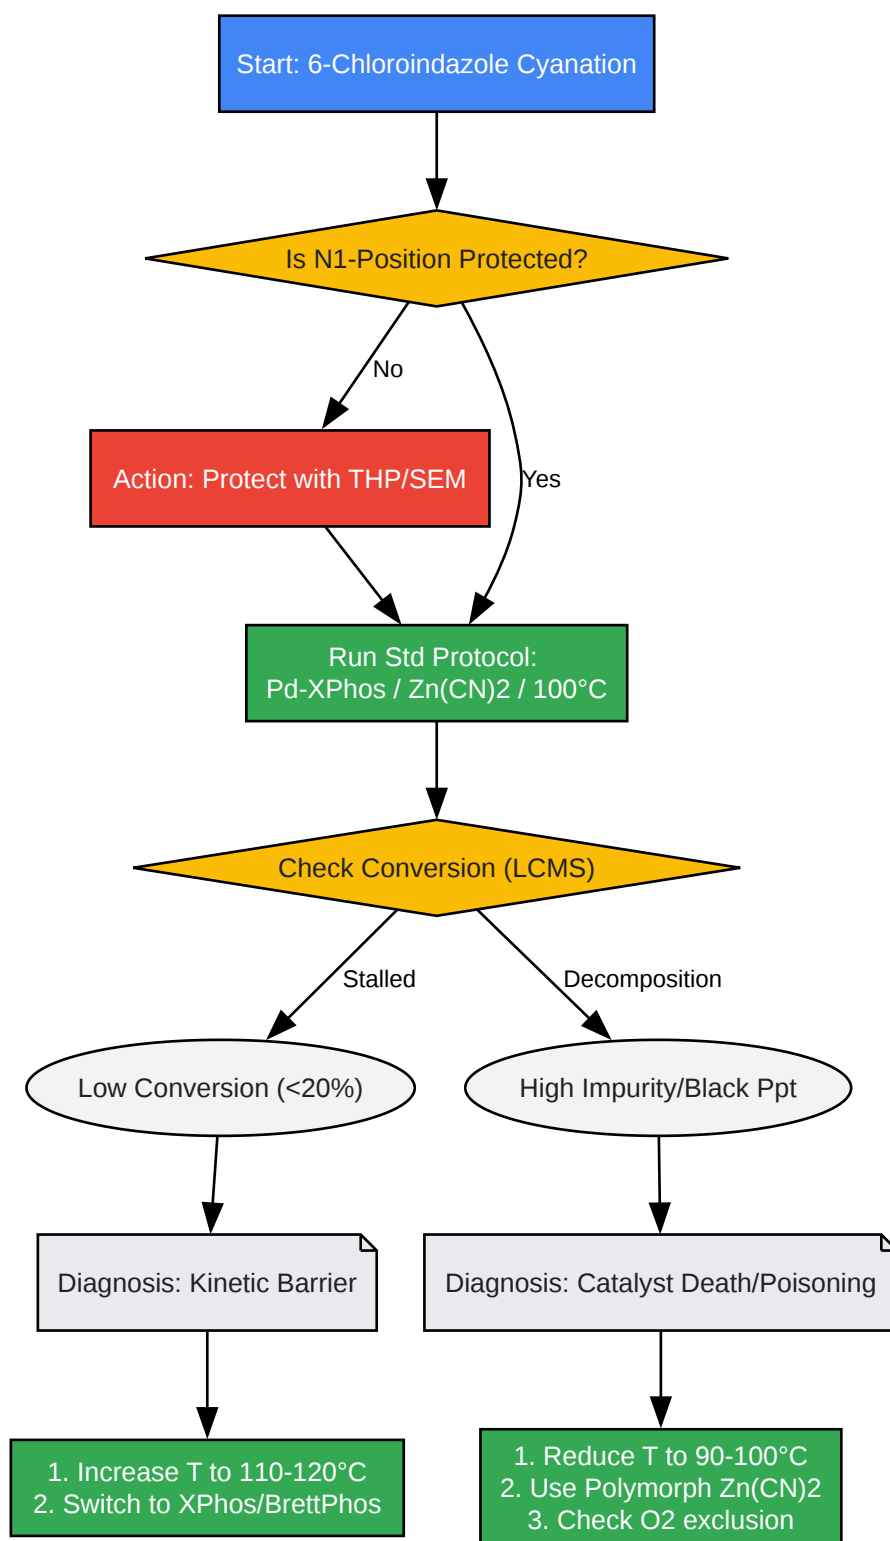 Start: 6-Chloroindazole Cyanation
Is N1-Position Protected?
No
Action: Protect with THP/SEM
Yes
Run Std Protocol:
Pd-XPhos / Zn(CN)2 / 100°C
Check Conversion (LCMS)
Stalled
Decomposition
Low Conversion (<20%)
High Impurity/Black Ppt
Diagnosis: Kinetic Barrier
Diagnosis: Catalyst Death/Poisoning
1. Increase T to 110-120°C
2. Switch to XPhos/BrettPhos
1. Reduce T to 90-100°C
2. Use Polymorph Zn(CN)2
3. Check O2 exclusion